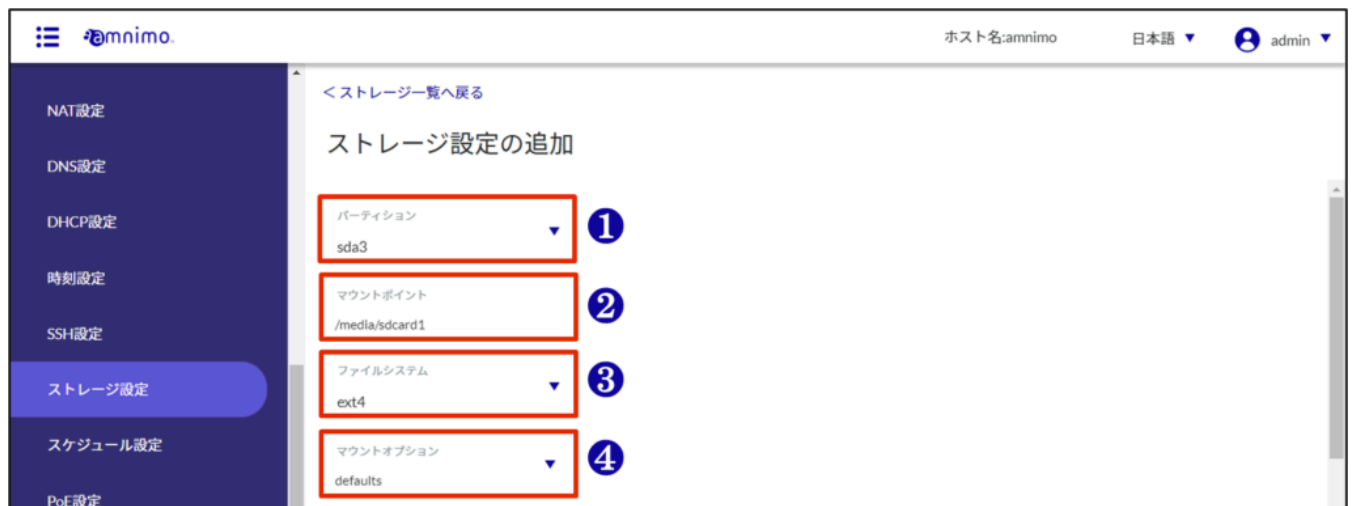 amnimo.
ホスト名:amnimo
日本語 ▼
admin ▼
NAT設定
DNS設定
DHCP設定
時刻設定
SSH設定
ストレージ設定
スケジュール設定
PoE設定
<ストレージ一覧へ戻る
ストレージ設定の追加
パーティション
sda3
❶
マウントポイント
/media/sdcard1
❷
ファイルシステム
ext4
❸
マウントオプション
defaults
❹